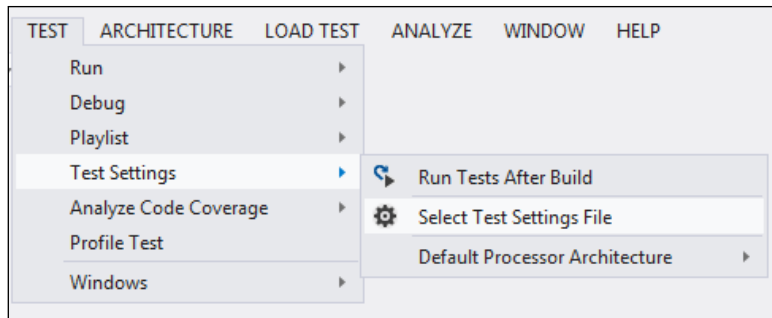 TEST ARCHITECTURE LOAD TEST ANALYZE WINDOW HELP
Run
Debug
Playlist
Test Settings
Analyze Code Coverage
Profile Test
Windows
Run Tests After Build
Select Test Settings File
Default Processor Architecture